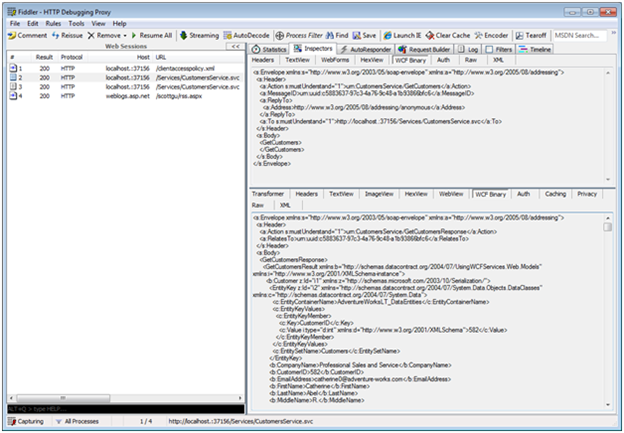 Fiddler - HTTP Debugging Proxy
File Edit Rules Tools View Help
Comment Reissue Remove Resume All Streaming AutoDecode Process Filter Find Save Launch IE Clear Cache Encoder Tearoff MSDN Search...
Web Sessions <<
# Result Protocol Host URL
1 200 HTTP localhost.:37156 /clientaccesspolicy.xml
2 200 HTTP localhost.:37156 /Services/CustomersService.svc
3 200 HTTP localhost.:37156 /Services/CustomersService.svc
4 200 HTTP weblogs.asp.net /scottgu/rss.aspx
ALT+Q > type HELP...
Statistics Inspectors AutoResponder Request Builder Log Filters Timeline
Headers TextView WebForms HexView WCF Binary Auth Raw XML
<s:Envelope xmlns:s="http://www.w3.org/2003/05/soap-envelope" xmlns:a="http://www.w3.org/2005/08/addressing">
<s:Header>
<a:Action s:mustUnderstand="1">urn:CustomersService/GetCustomers</a:Action>
<a:MessageID>urn:uuid:c5883637-97c3-4a76-9c48-a1b93866bfc6</a:MessageID>
<a:ReplyTo>
<a:Address>http://www.w3.org/2005/08/addressing/anonymous</a:Address>
</a:ReplyTo>
<a:To s:mustUnderstand="1">http://localhost.:37156/Services/CustomersService.svc</a:To>
</s:Header>
<s:Body>
<GetCustomers>
</GetCustomers>
</s:Body>
</s:Envelope>
Transformer Headers TextView ImageView HexView WebView WCF Binary Auth Caching Privacy
Raw XML
<s:Envelope xmlns:s="http://www.w3.org/2003/05/soap-envelope" xmlns:a="http://www.w3.org/2005/08/addressing">
<s:Header>
<a:Action s:mustUnderstand="1">urn:CustomersService/GetCustomersResponse</a:Action>
<a:RelatesTo>urn:uuid:c5883637-97c3-4a76-9c48-a1b93866bfc6</a:RelatesTo>
</s:Header>
<s:Body>
<GetCustomersResponse>
<GetCustomersResult xmlns:b="http://schemas.datacontract.org/2004/07/UsingWCFServices.Web.Models"
xmlns:i="http://www.w3.org/2001/XMLSchema-instance">
<b:Customer z:Id="i1" xmlns:z="http://schemas.microsoft.com/2003/10/Serialization/">
<EntityKey z:Id="i2" xmlns="http://schemas.datacontract.org/2004/07/System.Data.Objects.DataClasses"
xmlns:c="http://schemas.datacontract.org/2004/07/System.Data">
<c:EntityContainerName>AdventureWorksLT_DataEntities</c:EntityContainerName>
<c:EntityKeyValues>
<c:EntityKeyMember>
<c:Key>CustomerID</c:Key>
<c:Value i:type="d:int" xmlns:d="http://www.w3.org/2001/XMLSchema">582</c:Value>
</c:EntityKeyMember>
</c:EntityKeyValues>
<c:EntitySetName>Customers</c:EntitySetName>
</EntityKey>
<b:CompanyName>Professional Sales and Service</b:CompanyName>
<b:CustomerID>582</b:CustomerID>
<b:EmailAddress>catherine0@adventure-works.com</b:EmailAddress>
<b:FirstName>Catherine</b:FirstName>
<b:LastName>Abel</b:LastName>
<b:MiddleName>R.</b:MiddleName>
Capturing All Processes 1 / 4 http://localhost.:37156/Services/CustomersService.svc